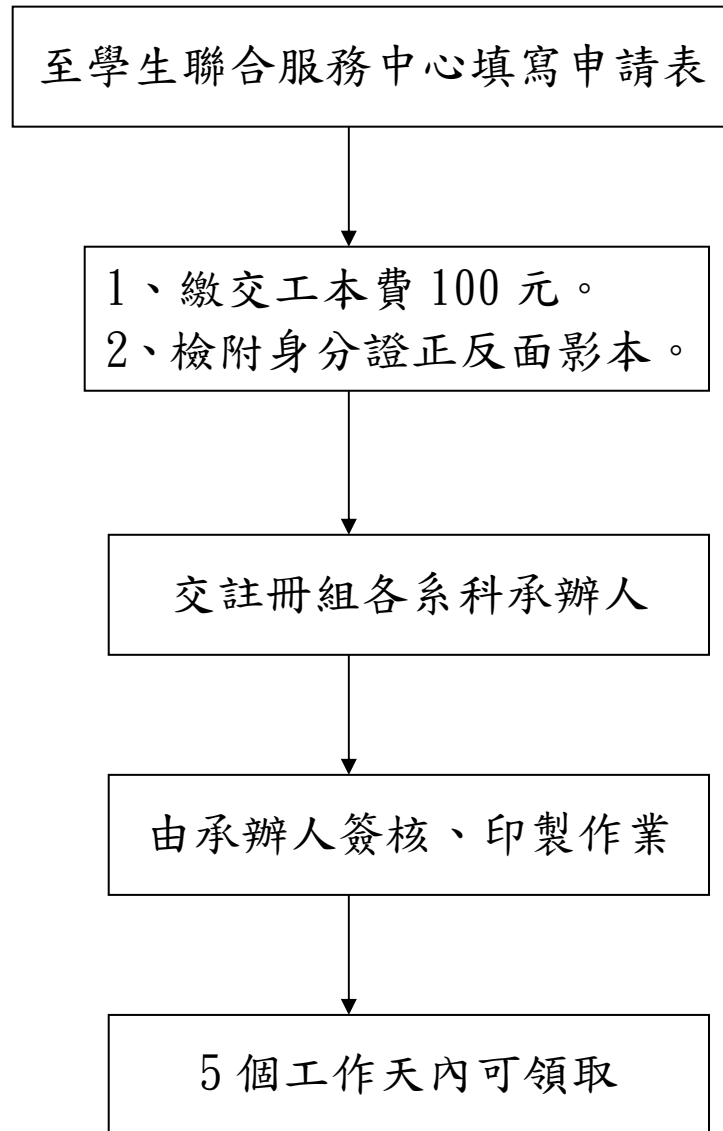 至學生聯合服務中心填寫申請表
1、繳交工本費 100 元。
2、檢附身分證正反面影本。
交註冊組各系科承辦人
由承辦人簽核、印製作業
5 個工作天內可領取